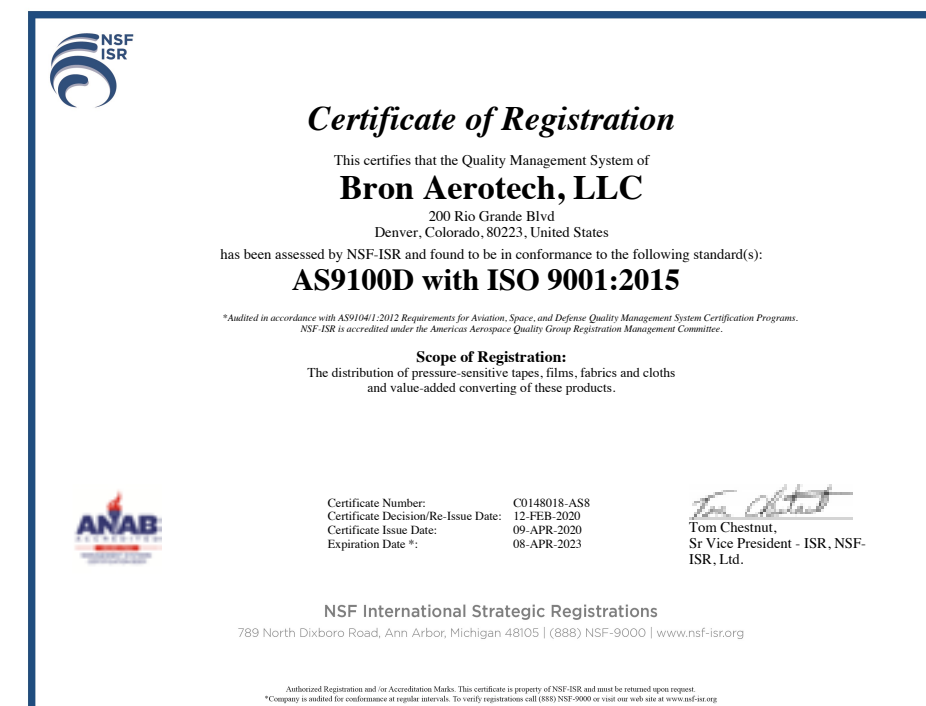 NSF
ISR
Certificate of Registration
This certifies that the Quality Management System of
Bron Aerotech, LLC
200 Rio Grande Blvd
Denver, Colorado, 80223, United States
has been assessed by NSF-ISR and found to be in conformance to the following standard(s):
AS9100D with ISO 9001:2015
*Audited in accordance with AS9104/1:2012 Requirements for Aviation, Space, and Defense Quality Management System Certification Programs.
NSF-ISR is accredited under the Americas Aerospace Quality Group Registration Management Committee.
Scope of Registration:
The distribution of pressure-sensitive tapes, films, fabrics and cloths
and value-added converting of these products.
ANAB
ACCREDITED
Certificate Number: C0148018-AS8
Certificate Decision/Re-Issue Date: 12-FEB-2020
Certificate Issue Date: 09-APR-2020
Expiration Date *: 08-APR-2023
Tom Chestnut,
Sr Vice President - ISR, NSF-
ISR, Ltd.
NSF International Strategic Registrations
789 North Dixboro Road, Ann Arbor, Michigan 48105 | (888) NSF-9000 | www.nsf-isr.org
Authorized Registration and /or Accreditation Marks. This certificate is property of NSF-ISR and must be returned upon request.
*Company is audited for conformance at regular intervals. To verify registrations call (888) NSF-9000 or visit our web site at www.nsf-isr.org